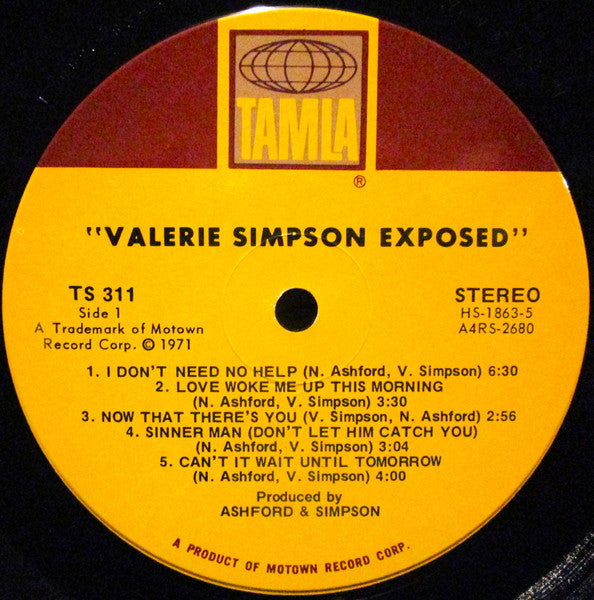 TAMLA
®
"VALERIE SIMPSON EXPOSED"
TS 311
Side 1
A Trademark of Motown
Record Corp. © 1971
STEREO
HS-1863-5
A4RS-2680
1. I DON'T NEED NO HELP (N. Ashford, V. Simpson) 6:30
2. LOVE WOKE ME UP THIS MORNING
(N. Ashford, V. Simpson) 3:30
3. NOW THAT THERE'S YOU (V. Simpson, N. Ashford) 2:56
4. SINNER MAN (DON'T LET HIM CATCH YOU)
(N. Ashford, V. Simpson) 3:04
5. CAN'T IT WAIT UNTIL TOMORROW
(N. Ashford, V. Simpson) 4:00
Produced by
ASHFORD & SIMPSON
A PRODUCT OF MOTOWN RECORD CORP.